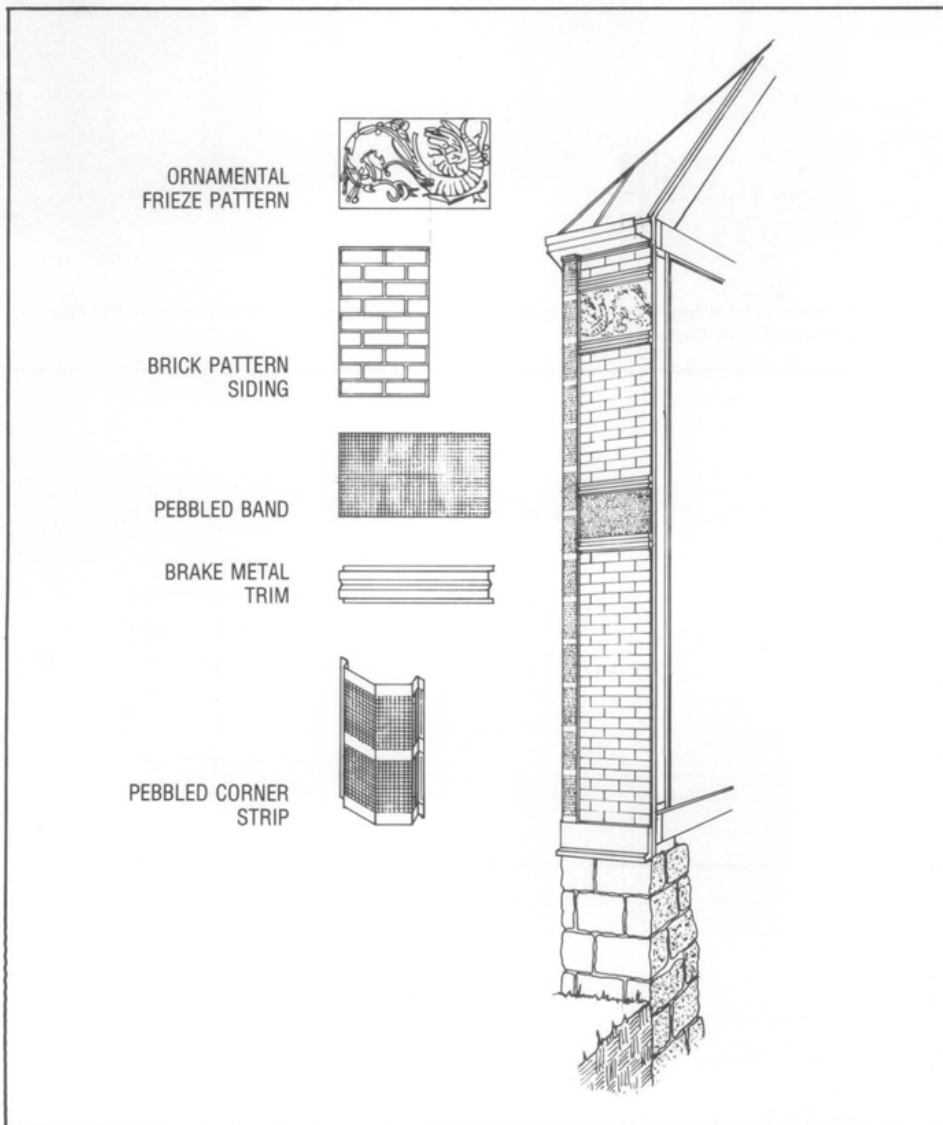 ORNAMENTAL
FRIEZE PATTERN
BRICK PATTERN
SIDING
PEBBLED BAND
BRAKE METAL
TRIM
PEBBLED CORNER
STRIP